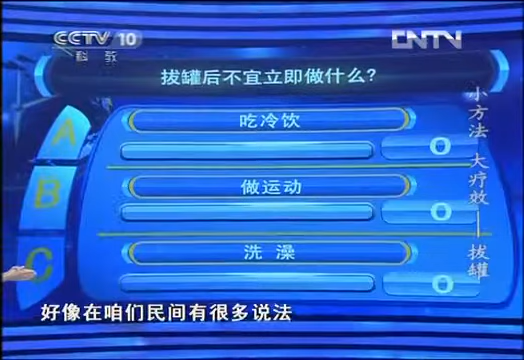 CCTV 10
科教
CNTV
拔罐后不宜立即做什么?
A
吃冷饮
0
B
做运动
0
C
洗澡
0
小方法 大疗效——拔罐
好像在咱们民间有很多说法